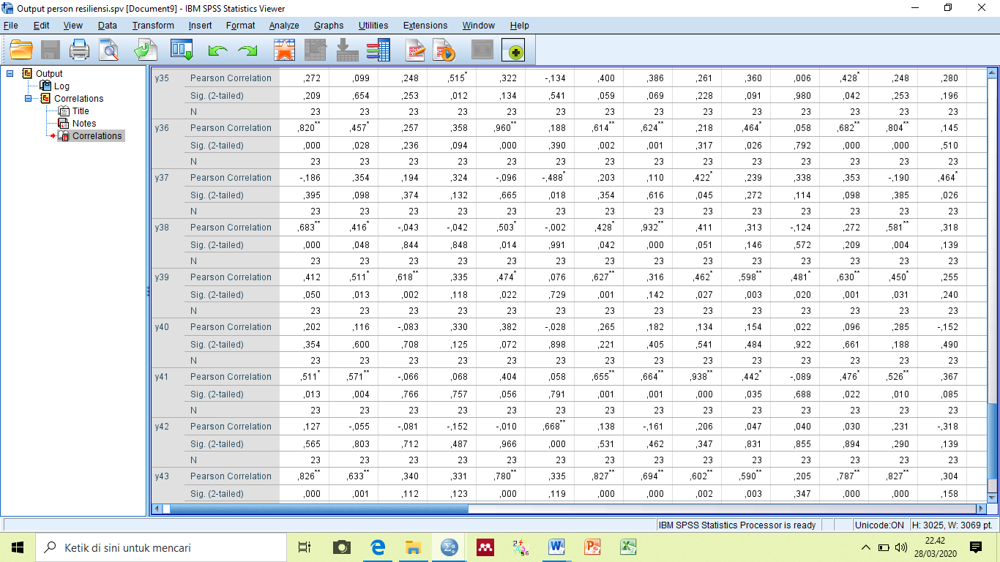 Output person resiliensi.spv [Document9] - IBM SPSS Statistics Viewer
File Edit View Data Transform Insert Format Analyze Graphs Utilities Extensions Window Help
Output
Log
Correlations
Title
Notes
Correlations
y35 Pearson Correlation ,272 ,099 ,248 ,515* ,322 -,134 ,400 ,386 ,261 ,360 ,006 ,428* ,248 ,280
Sig. (2-tailed) ,209 ,654 ,253 ,012 ,134 ,541 ,059 ,069 ,228 ,091 ,980 ,042 ,253 ,196
N 23 23 23 23 23 23 23 23 23 23 23 23 23 23
y36 Pearson Correlation ,820** ,457* ,257 ,358 ,960** ,188 ,614** ,624** ,218 ,464* ,058 ,682** ,804** ,145
Sig. (2-tailed) ,000 ,028 ,236 ,094 ,000 ,390 ,002 ,001 ,317 ,026 ,792 ,000 ,000 ,510
N 23 23 23 23 23 23 23 23 23 23 23 23 23 23
y37 Pearson Correlation -,186 ,354 ,194 ,324 -,096 -,488* ,203 ,110 ,422* ,239 ,338 ,353 -,190 ,464*
Sig. (2-tailed) ,395 ,098 ,374 ,132 ,665 ,018 ,354 ,616 ,045 ,272 ,114 ,098 ,385 ,026
N 23 23 23 23 23 23 23 23 23 23 23 23 23 23
y38 Pearson Correlation ,683** ,416* -,043 -,042 ,503* -,002 ,428* ,932** ,411 ,313 -,124 ,272 ,581** ,318
Sig. (2-tailed) ,000 ,048 ,844 ,848 ,014 ,991 ,042 ,000 ,051 ,146 ,572 ,209 ,004 ,139
N 23 23 23 23 23 23 23 23 23 23 23 23 23 23
y39 Pearson Correlation ,412 ,511* ,618** ,335 ,474* ,076 ,627** ,316 ,462* ,598** ,481* ,630** ,450* ,255
Sig. (2-tailed) ,050 ,013 ,002 ,118 ,022 ,729 ,001 ,142 ,027 ,003 ,020 ,001 ,031 ,240
N 23 23 23 23 23 23 23 23 23 23 23 23 23 23
y40 Pearson Correlation ,202 ,116 -,083 ,330 ,382 -,028 ,265 ,182 ,134 ,154 ,022 ,096 ,285 -,152
Sig. (2-tailed) ,354 ,600 ,708 ,125 ,072 ,898 ,221 ,405 ,541 ,484 ,922 ,661 ,188 ,490
N 23 23 23 23 23 23 23 23 23 23 23 23 23 23
y41 Pearson Correlation ,511* ,571** -,066 ,068 ,404 ,058 ,655** ,664** ,938** ,442* -,089 ,476* ,526** ,367
Sig. (2-tailed) ,013 ,004 ,766 ,757 ,056 ,791 ,001 ,001 ,000 ,035 ,688 ,022 ,010 ,085
N 23 23 23 23 23 23 23 23 23 23 23 23 23 23
y42 Pearson Correlation ,127 -,055 -,081 -,152 -,010 ,668** ,138 -,161 ,206 ,047 ,040 ,030 ,231 -,318
Sig. (2-tailed) ,565 ,803 ,712 ,487 ,966 ,000 ,531 ,462 ,347 ,831 ,855 ,894 ,290 ,139
N 23 23 23 23 23 23 23 23 23 23 23 23 23 23
y43 Pearson Correlation ,826** ,633** ,340 ,331 ,780** ,335 ,827** ,694** ,602** ,590** ,205 ,787** ,827** ,304
Sig. (2-tailed) ,000 ,001 ,112 ,123 ,000 ,119 ,000 ,000 ,002 ,003 ,347 ,000 ,000 ,158
IBM SPSS Statistics Processor is ready Unicode:ON H: 3025, W: 3069 pt.
Ketik di sini untuk mencari
22.42
28/03/2020